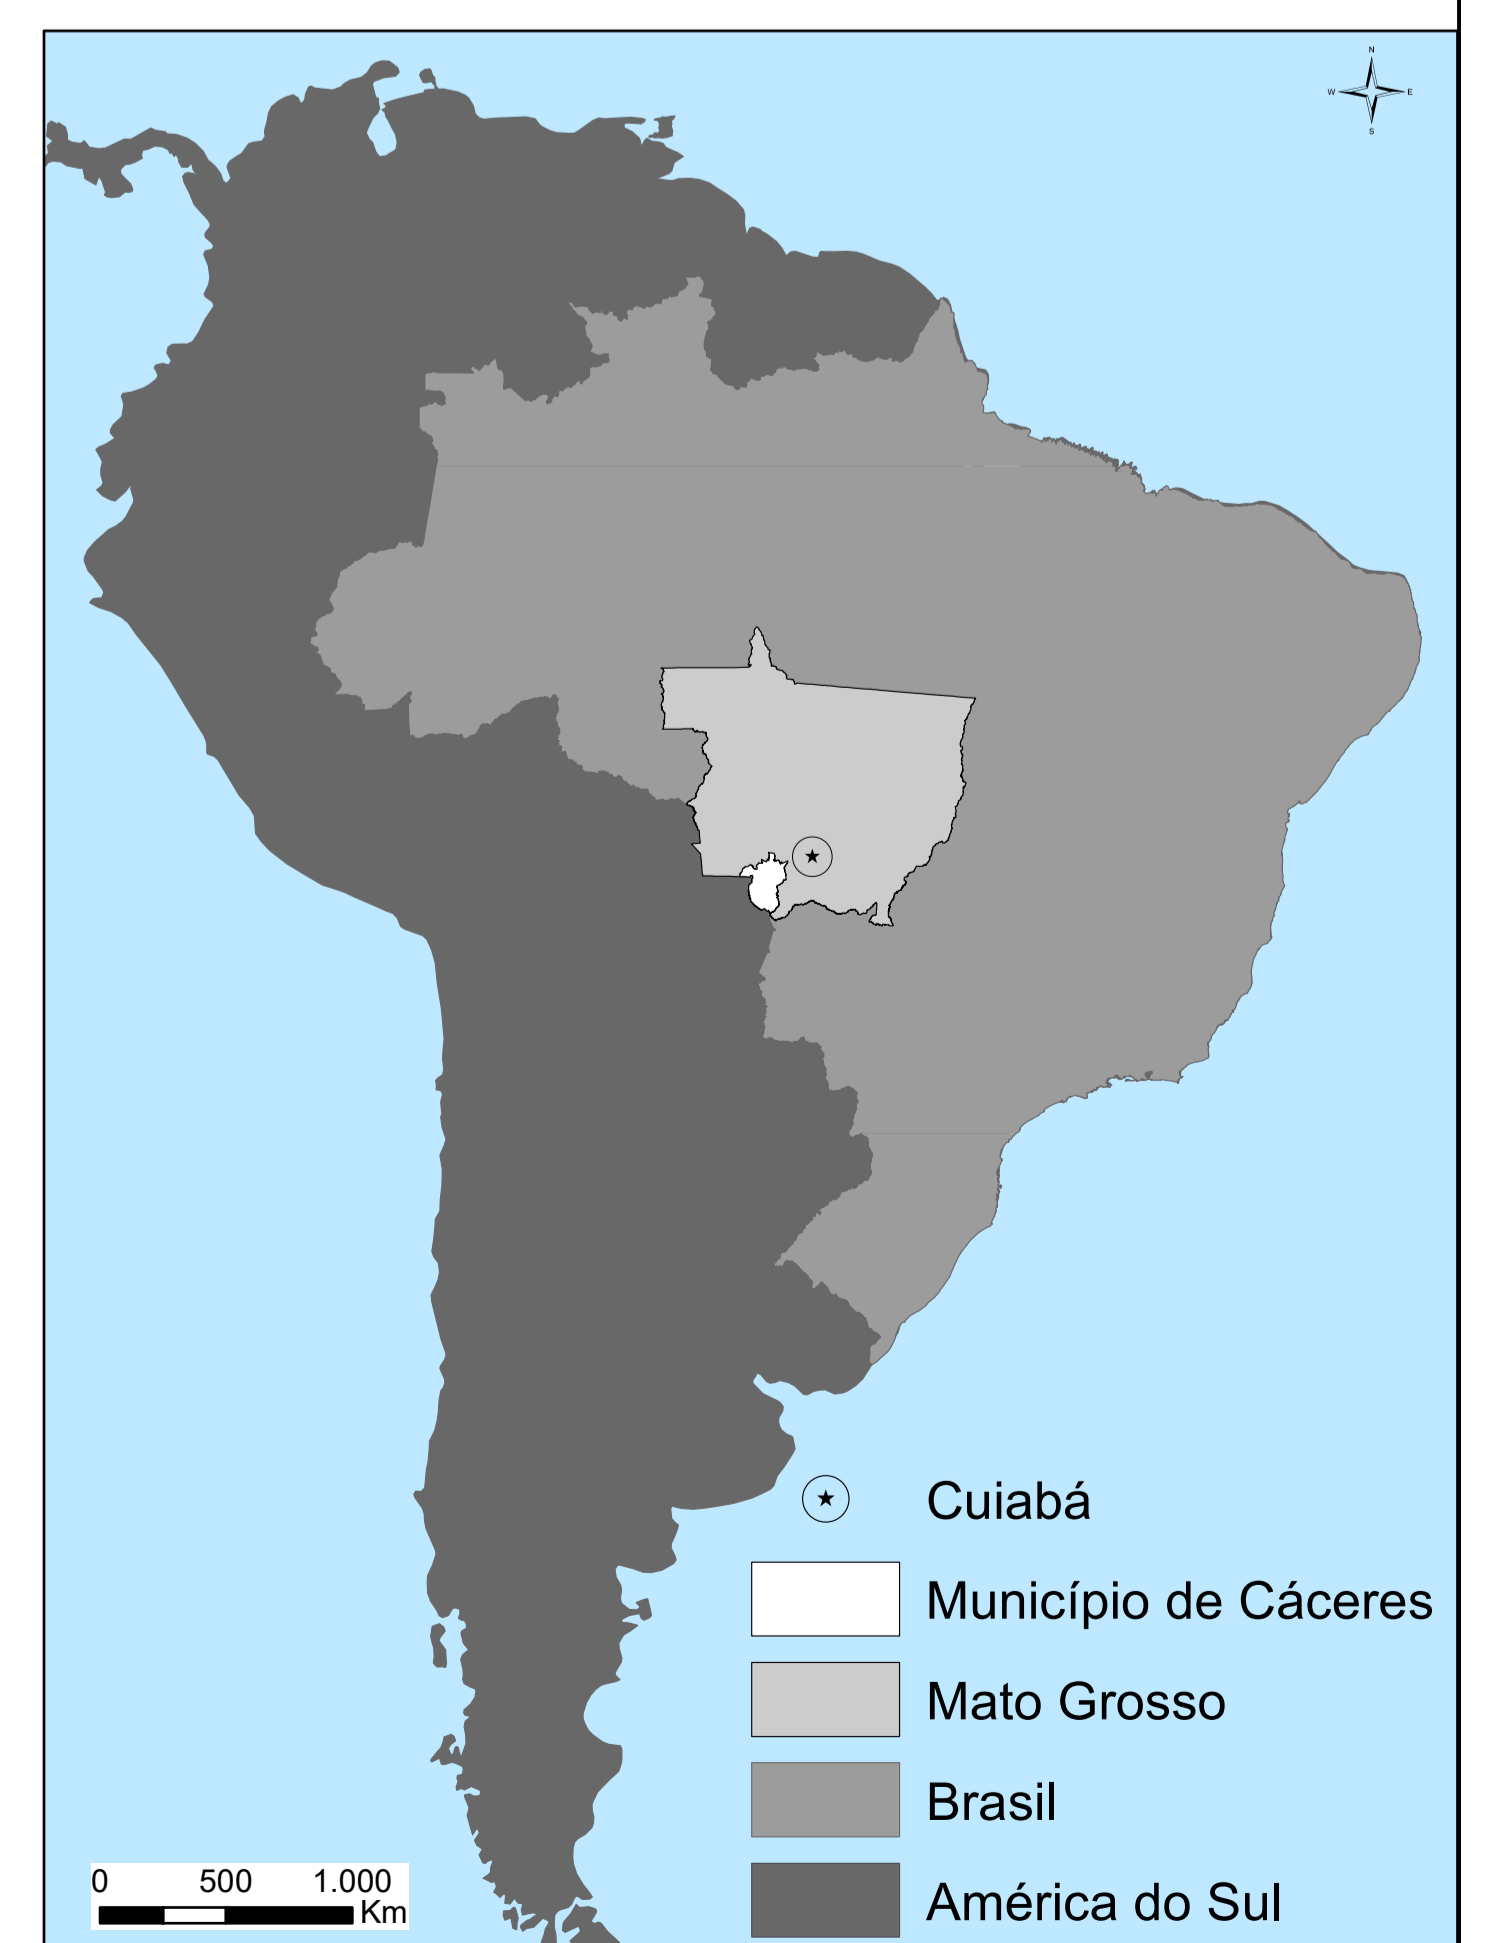 N
W E
S
Cuiabá
Município de Cáceres
Mato Grosso
Brasil
América do Sul
0 500 1.000
Km